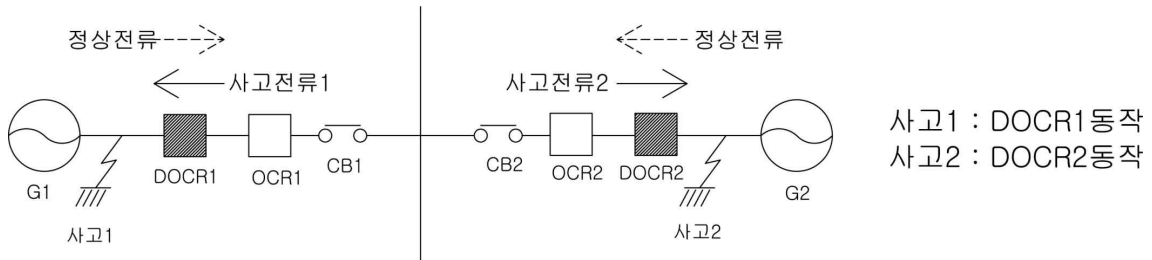 정상전류
정상전류
사고전류1
사고전류2
사고1 : DOCR1동작
사고2 : DOCR2동작
G1
DOCR1
OCR1
CB1
CB2
OCR2
DOCR2
G2
사고1
사고2